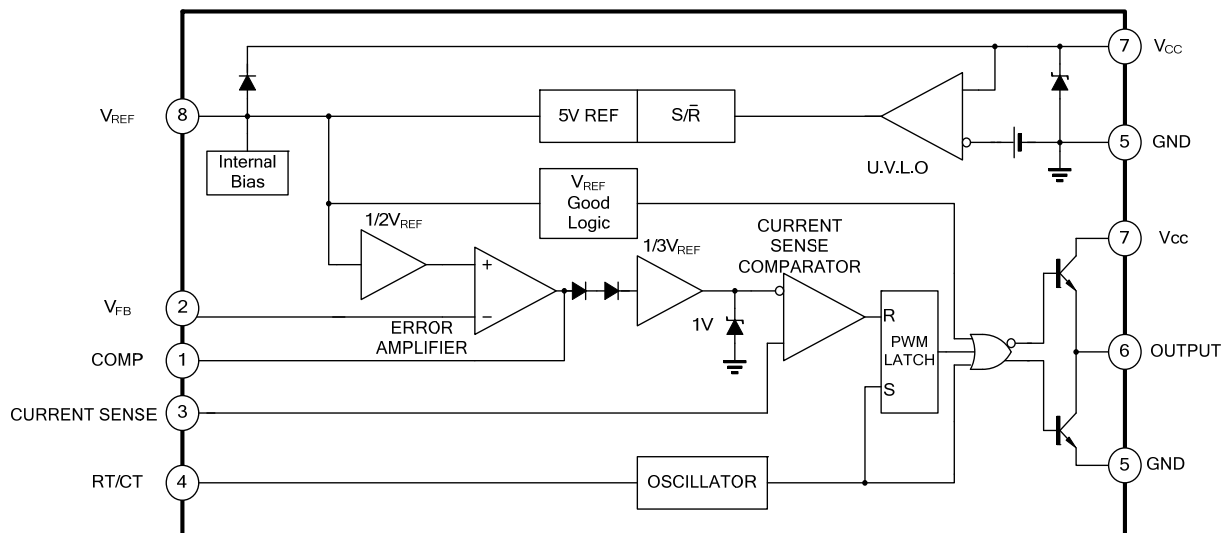 7 VCC
VREF 8
5V REF S/R̄
Internal
Bias
5 GND
U.V.L.O
VREF
Good
Logic
1/2VREF
CURRENT
SENSE
COMPARATOR
1/3VREF
7 Vcc
+
−
VFB 2
1V
R
ERROR
AMPLIFIER
PWM
LATCH
COMP 1
6 OUTPUT
S
CURRENT SENSE 3
5 GND
RT/CT 4
OSCILLATOR